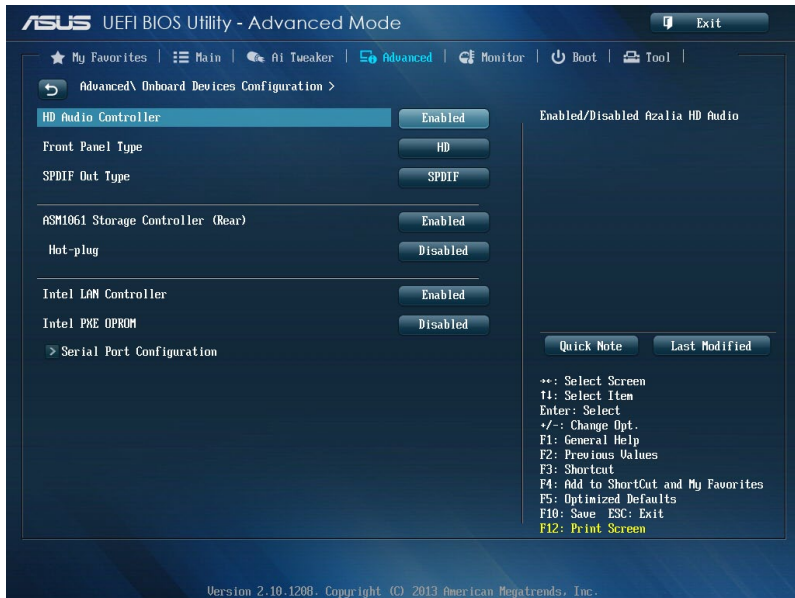 ASUS UEFI BIOS Utility - Advanced Mode
Exit
My Favorites | Main | Ai Tweaker | Advanced | Monitor | Boot | Tool |
Advanced\ Onboard Devices Configuration >
HD Audio Controller Enabled
Enabled/Disabled Azalia HD Audio
Front Panel Type HD
SPDIF Out Type SPDIF
ASM1061 Storage Controller (Rear) Enabled
Hot-plug Disabled
Intel LAN Controller Enabled
Intel PXE OPROM Disabled
> Serial Port Configuration
Quick Note Last Modified
→←: Select Screen
↑↓: Select Item
Enter: Select
+/-: Change Opt.
F1: General Help
F2: Previous Values
F3: Shortcut
F4: Add to ShortCut and My Favorites
F5: Optimized Defaults
F10: Save ESC: Exit
F12: Print Screen
Version 2.10.1208. Copyright (C) 2013 American Megatrends, Inc.